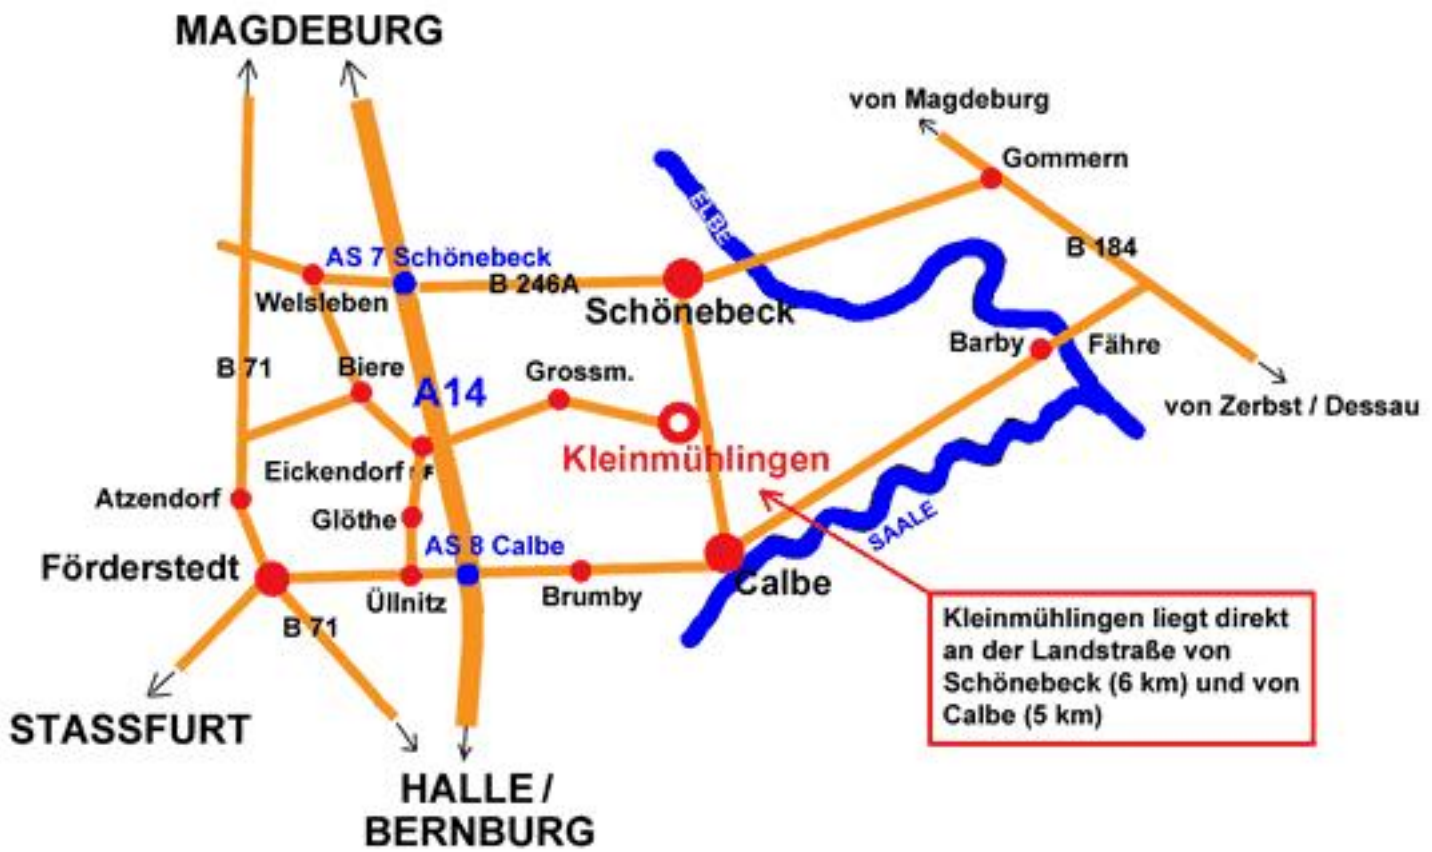 MAGDEBURG
von Magdeburg
Gommern
ELBE
B 184
AS 7 Schönebeck
B 246A
Welsleben
Schönebeck
Barby
Fähre
B 71
Biere
A14
Grossm.
von Zerbst / Dessau
Kleinmühlingen
Eickendorf
Atzendorf
Glöthe
SAALE
AS 8 Calbe
Förderstedt
Üllnitz
Brumby
Calbe
B 71
Kleinmühlingen liegt direkt
an der Landstraße von
Schönebeck (6 km) und von
Calbe (5 km)
STASSFURT
HALLE /
BERNBURG